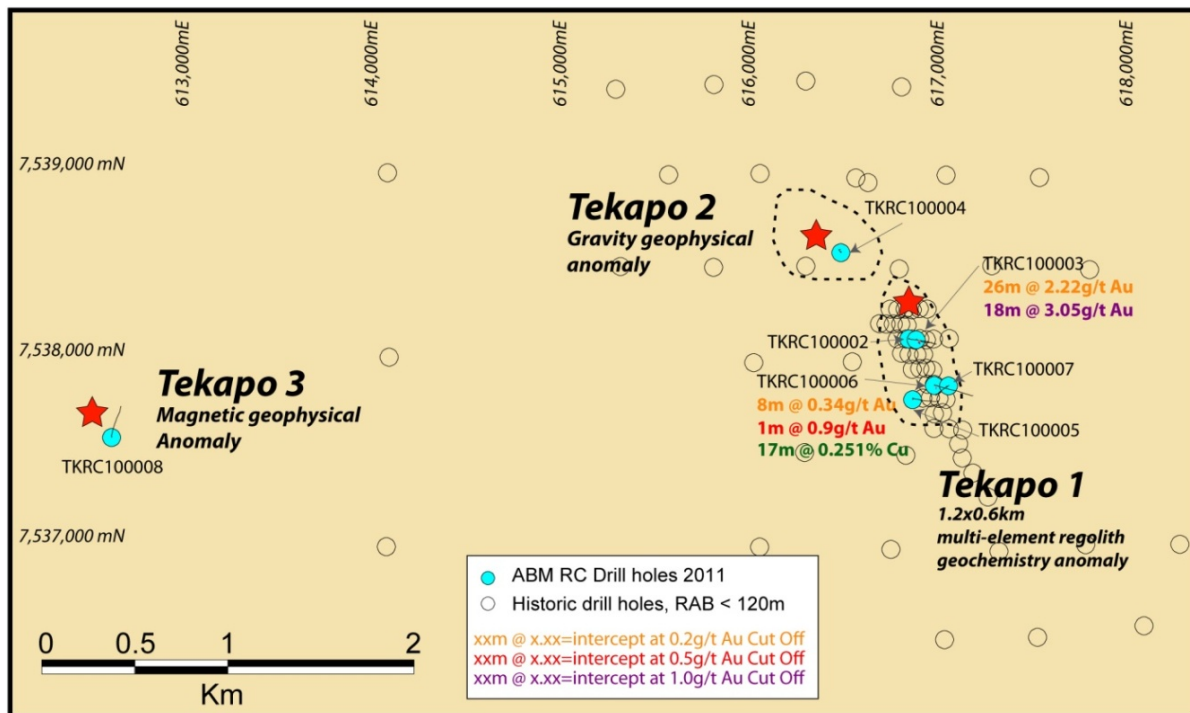 613,000mE
614,000mE
615,000mE
616,000mE
617,000mE
618,000mE
7,539,000 mN
Tekapo 2
Gravity geophysical
anomaly
TKRC100004
TKRC100003
26m @ 2.22g/t Au
18m @ 3.05g/t Au
7,538,000 mN
TKRC100002
TKRC100006
8m @ 0.34g/t Au
1m @ 0.9g/t Au
17m @ 0.251% Cu
TKRC100007
TKRC100005
Tekapo 3
Magnetic geophysical
Anomaly
TKRC100008
Tekapo 1
1.2x0.6km
multi-element regolith
geochemistry anomaly
7,537,000 mN
ABM RC Drill holes 2011
Historic drill holes, RAB < 120m
xxm @ x.xx=intercept at 0.2g/t Au Cut Off
xxm @ x.xx=intercept at 0.5g/t Au Cut Off
xxm @ x.xx=intercept at 1.0g/t Au Cut Off
0 0.5 1 2
Km